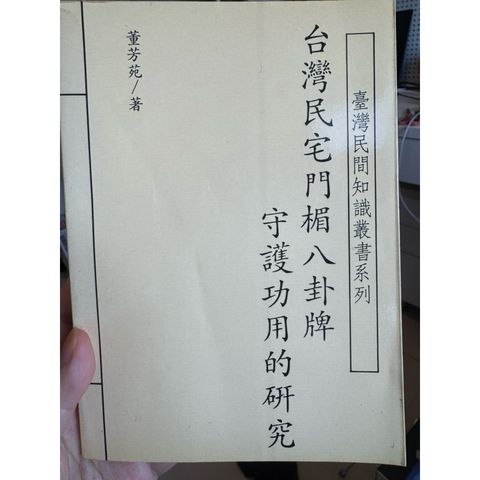 臺灣民間知識叢書系列
台灣民宅門楣八卦牌
守護功用的研究
董芳苑/著